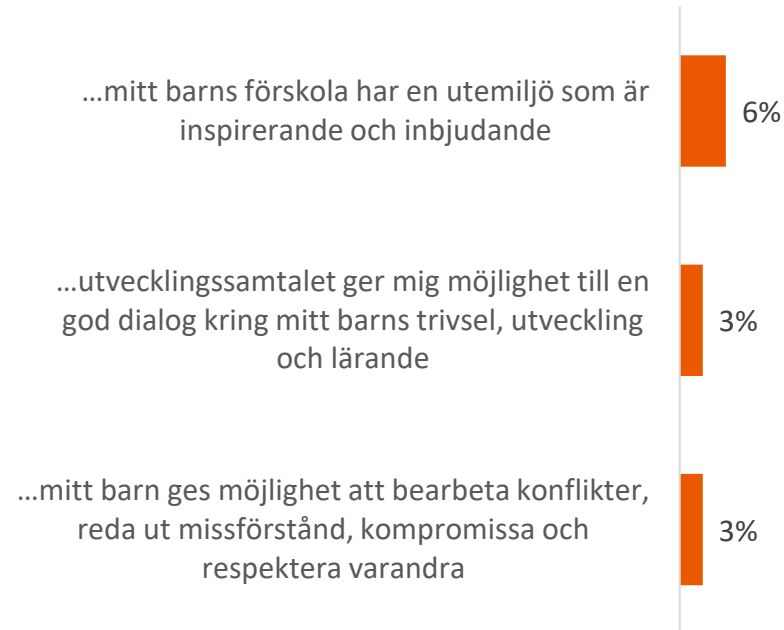 ...mitt barns förskola har en utemiljö som är
inspirerande och inbjudande
6%
...utvecklingssamtalet ger mig möjlighet till en
god dialog kring mitt barns trivsel, utveckling
och lärande
3%
...mitt barn ges möjlighet att bearbeta konflikter,
reda ut missförstånd, kompromissa och
respektera varandra
3%